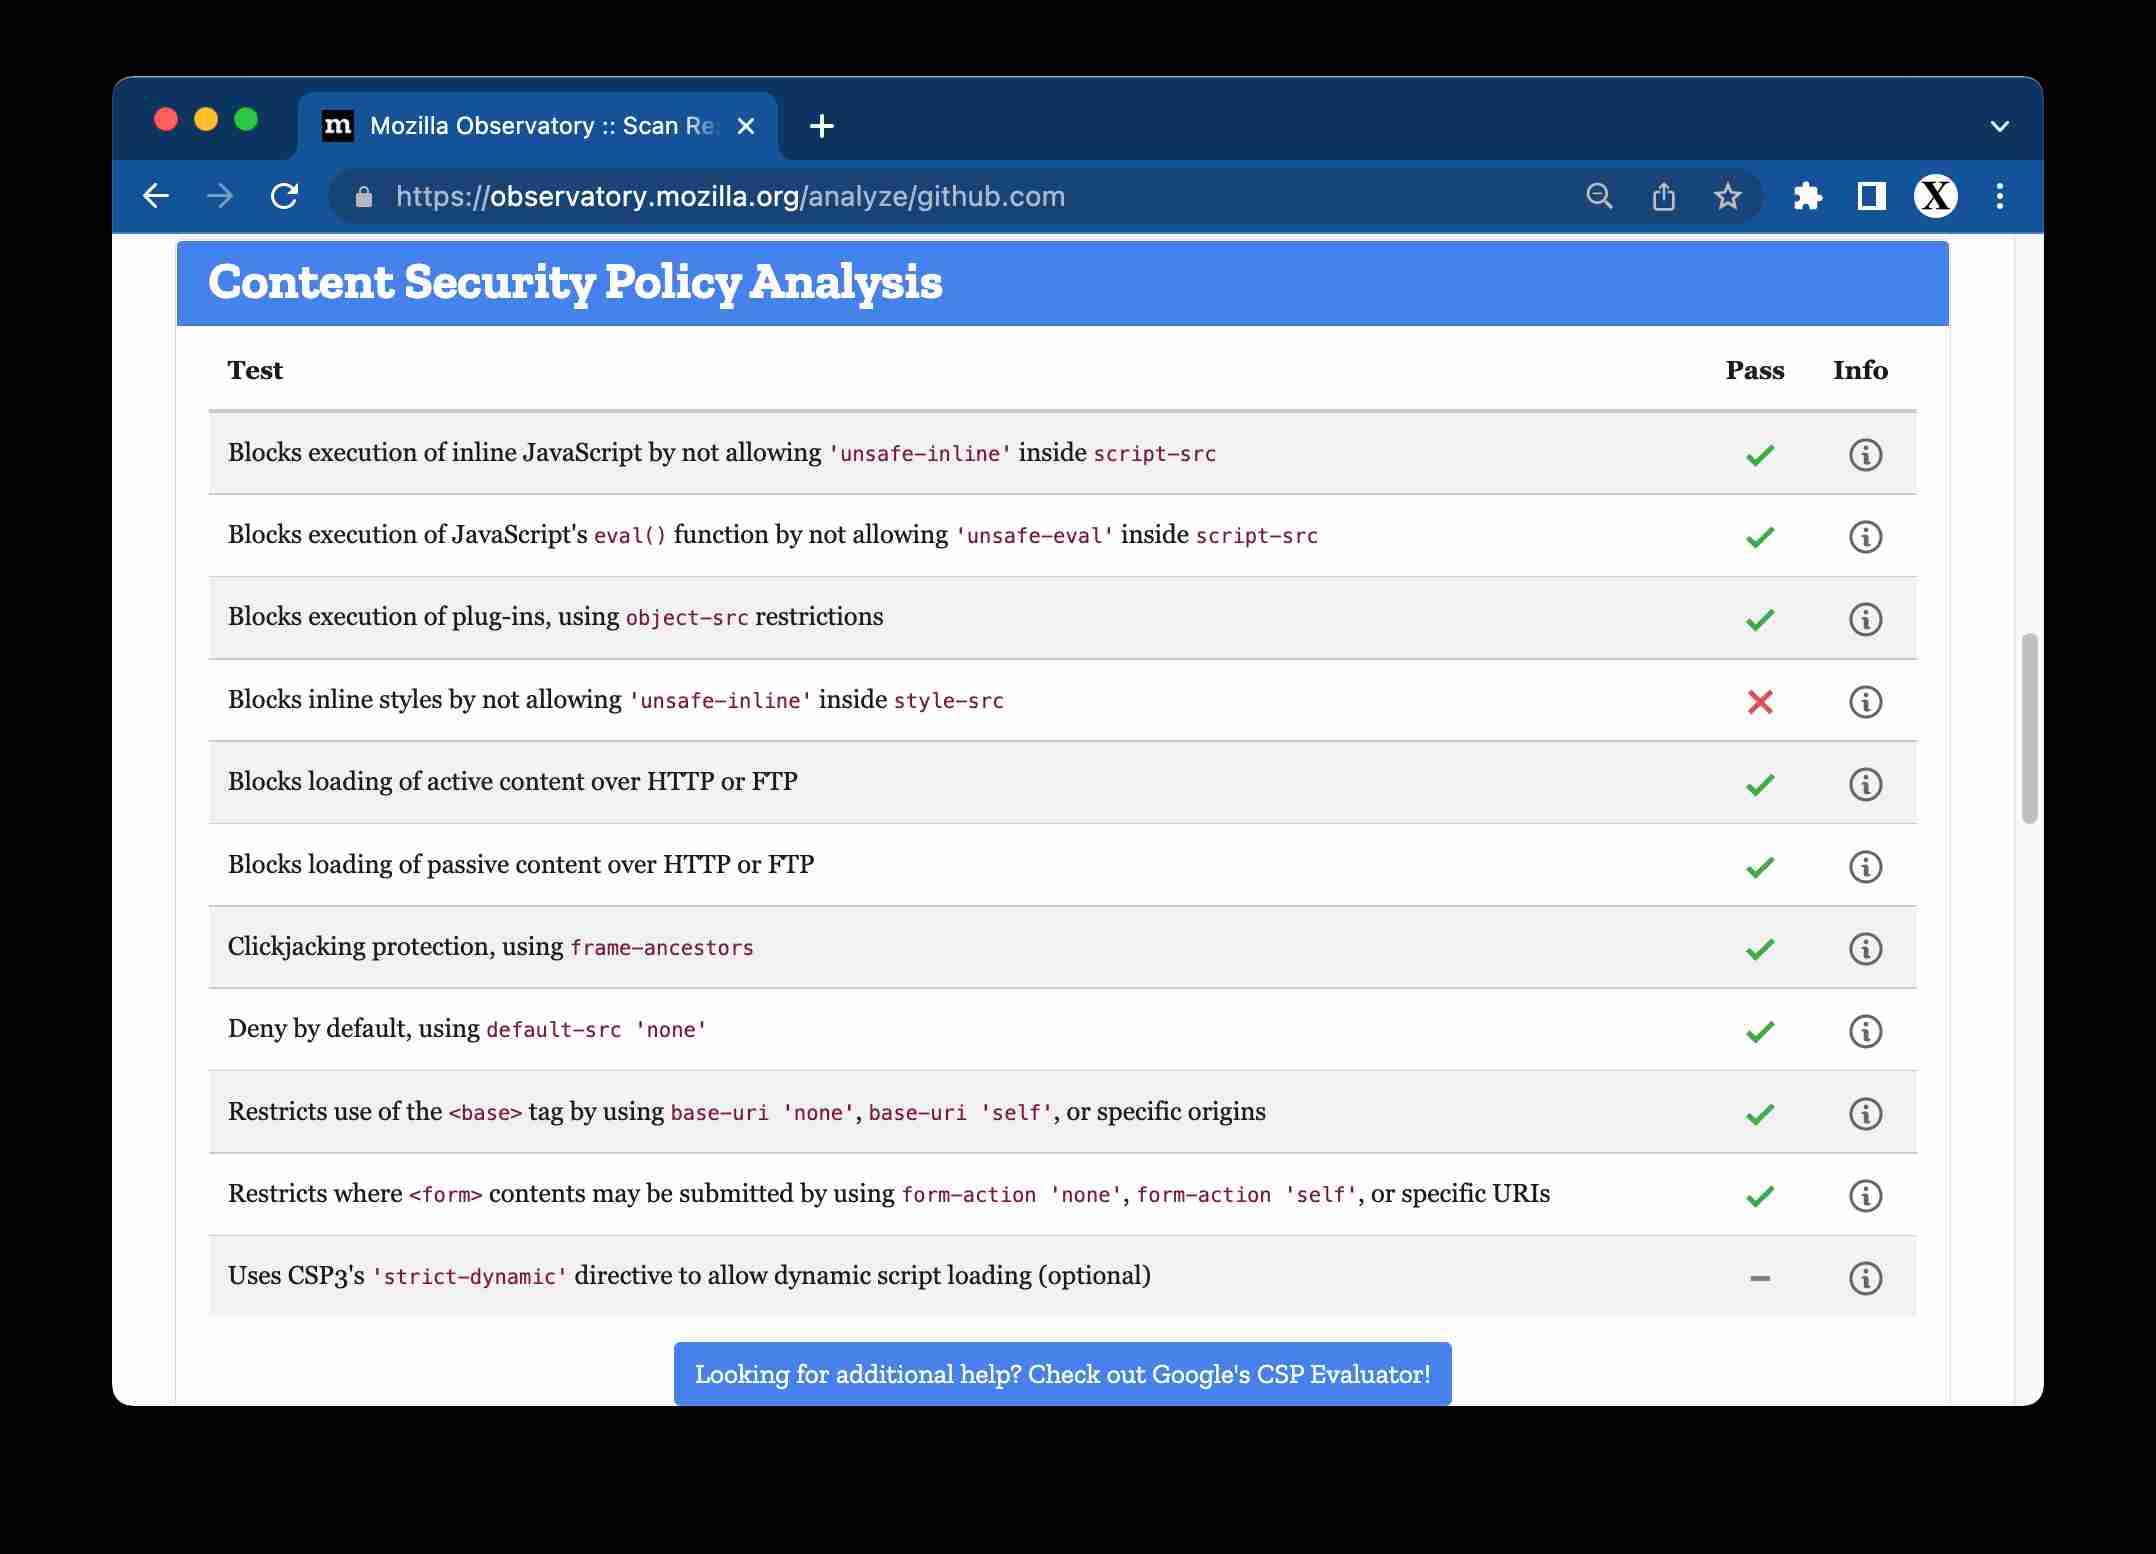 m Mozilla Observatory :: Scan Re
https://observatory.mozilla.org/analyze/github.com
X
Content Security Policy Analysis
Test Pass Info
Blocks execution of inline JavaScript by not allowing 'unsafe-inline' inside script-src
Blocks execution of JavaScript's eval() function by not allowing 'unsafe-eval' inside script-src
Blocks execution of plug-ins, using object-src restrictions
Blocks inline styles by not allowing 'unsafe-inline' inside style-src
Blocks loading of active content over HTTP or FTP
Blocks loading of passive content over HTTP or FTP
Clickjacking protection, using frame-ancestors
Deny by default, using default-src 'none'
Restricts use of the <base> tag by using base-uri 'none', base-uri 'self', or specific origins
Restricts where <form> contents may be submitted by using form-action 'none', form-action 'self', or specific URIs
Uses CSP3's 'strict-dynamic' directive to allow dynamic script loading (optional)
Looking for additional help? Check out Google's CSP Evaluator!